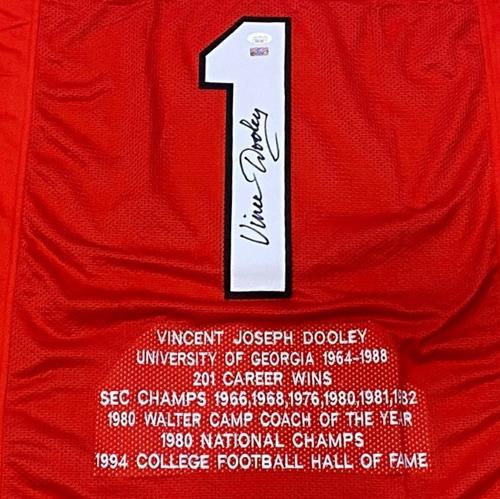 1
Vince Dooley
VINCENT JOSEPH DOOLEY
UNIVERSITY OF GEORGIA 1964-1988
201 CAREER WINS
SEC CHAMPS 1966,1968,1976,1980,1981,1982
1980 WALTER CAMP COACH OF THE YEAR
1980 NATIONAL CHAMPS
1994 COLLEGE FOOTBALL HALL OF FAME